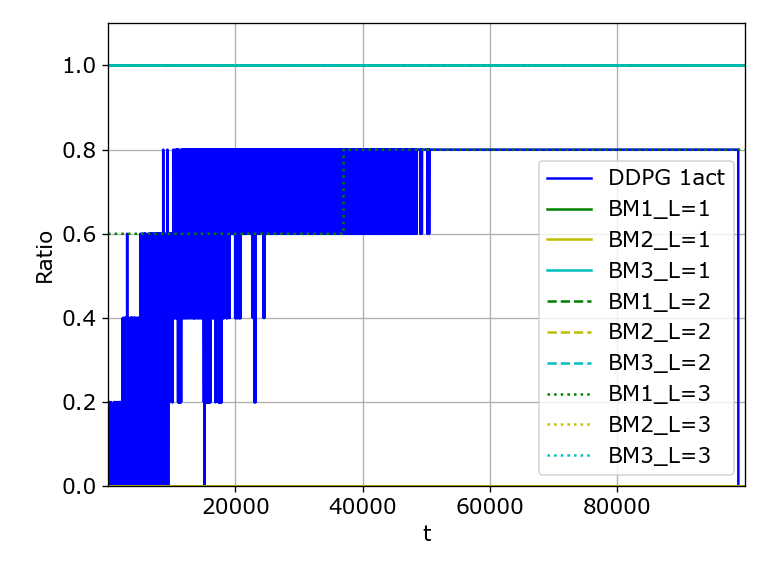 1.0
0.8
0.6
0.4
0.2
0.0
Ratio
20000 40000 60000 80000
t
DDPG 1act
BM1_L=1
BM2_L=1
BM3_L=1
BM1_L=2
BM2_L=2
BM3_L=2
BM1_L=3
BM2_L=3
BM3_L=3